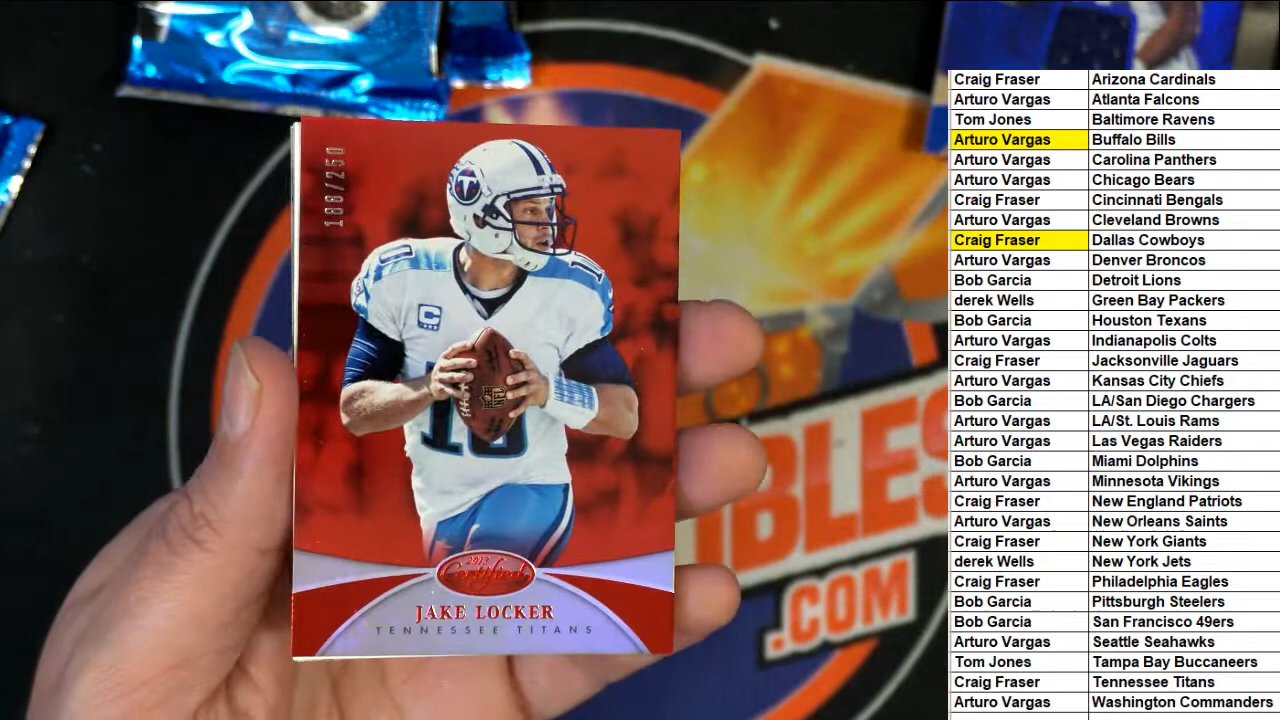 188/250
T
C
10
NFL
2013
Certified
JAKE LOCKER
TENNESSEE TITANS
IBLES
.COM
Craig Fraser Arizona Cardinals
Arturo Vargas Atlanta Falcons
Tom Jones Baltimore Ravens
Arturo Vargas Buffalo Bills
Arturo Vargas Carolina Panthers
Arturo Vargas Chicago Bears
Craig Fraser Cincinnati Bengals
Arturo Vargas Cleveland Browns
Craig Fraser Dallas Cowboys
Arturo Vargas Denver Broncos
Bob Garcia Detroit Lions
derek Wells Green Bay Packers
Bob Garcia Houston Texans
Arturo Vargas Indianapolis Colts
Craig Fraser Jacksonville Jaguars
Arturo Vargas Kansas City Chiefs
Bob Garcia LA/San Diego Chargers
Arturo Vargas LA/St. Louis Rams
Arturo Vargas Las Vegas Raiders
Bob Garcia Miami Dolphins
Arturo Vargas Minnesota Vikings
Craig Fraser New England Patriots
Arturo Vargas New Orleans Saints
Craig Fraser New York Giants
derek Wells New York Jets
Craig Fraser Philadelphia Eagles
Bob Garcia Pittsburgh Steelers
Bob Garcia San Francisco 49ers
Arturo Vargas Seattle Seahawks
Tom Jones Tampa Bay Buccaneers
Craig Fraser Tennessee Titans
Arturo Vargas Washington Commanders